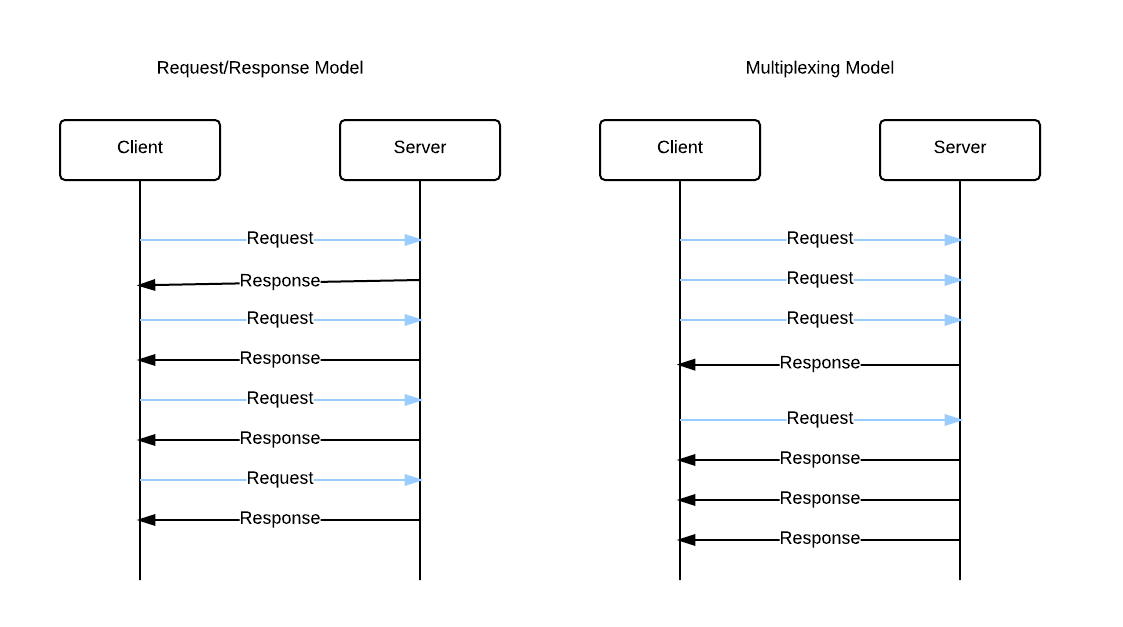 Request/Response Model
Client
Server
Request
Response
Request
Response
Request
Response
Request
Response
Multiplexing Model
Client
Server
Request
Request
Request
Response
Request
Response
Response
Response